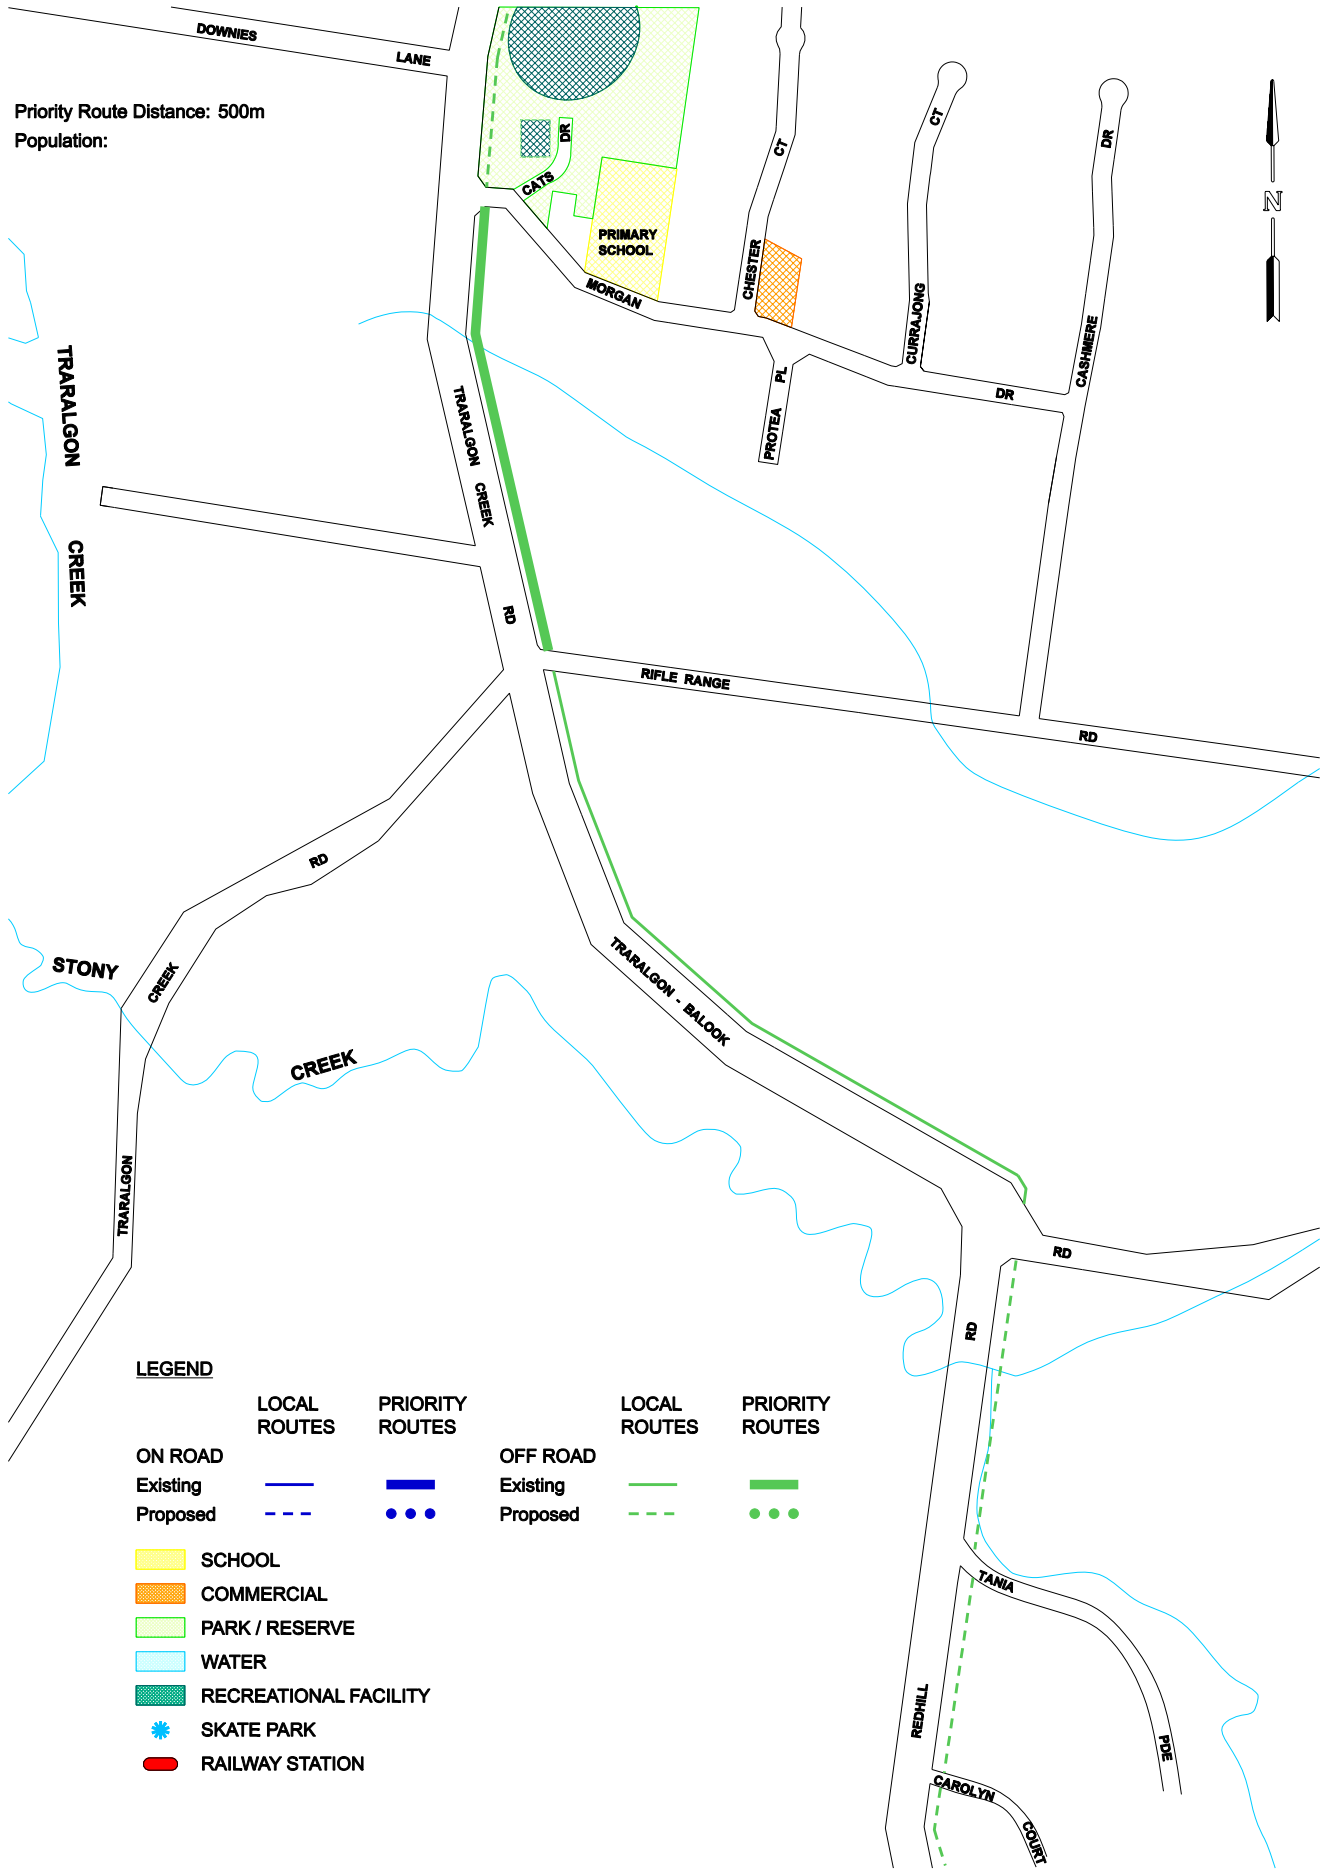 DOWNIES
LANE
Priority Route Distance: 500m
Population:
DR
CATS
PRIMARY
SCHOOL
MORGAN
CT
CHESTER
CT
CURRAJONG
DR
CASHMERE
DR
PL
PROTEA
N
TRARALGON
CREEK
TRARALGON
CREEK
RD
RIFLE RANGE
RD
RD
CREEK
TRARALGON
STONY
CREEK
TRARALGON - BALOOK
RD
RD
REDHILL
TANIA
PDE
CAROLYN
COURT
LEGEND
LOCAL
ROUTES
PRIORITY
ROUTES
LOCAL
ROUTES
PRIORITY
ROUTES
ON ROAD
OFF ROAD
Existing
Existing
Proposed
Proposed
SCHOOL
COMMERCIAL
PARK / RESERVE
WATER
RECREATIONAL FACILITY
SKATE PARK
RAILWAY STATION